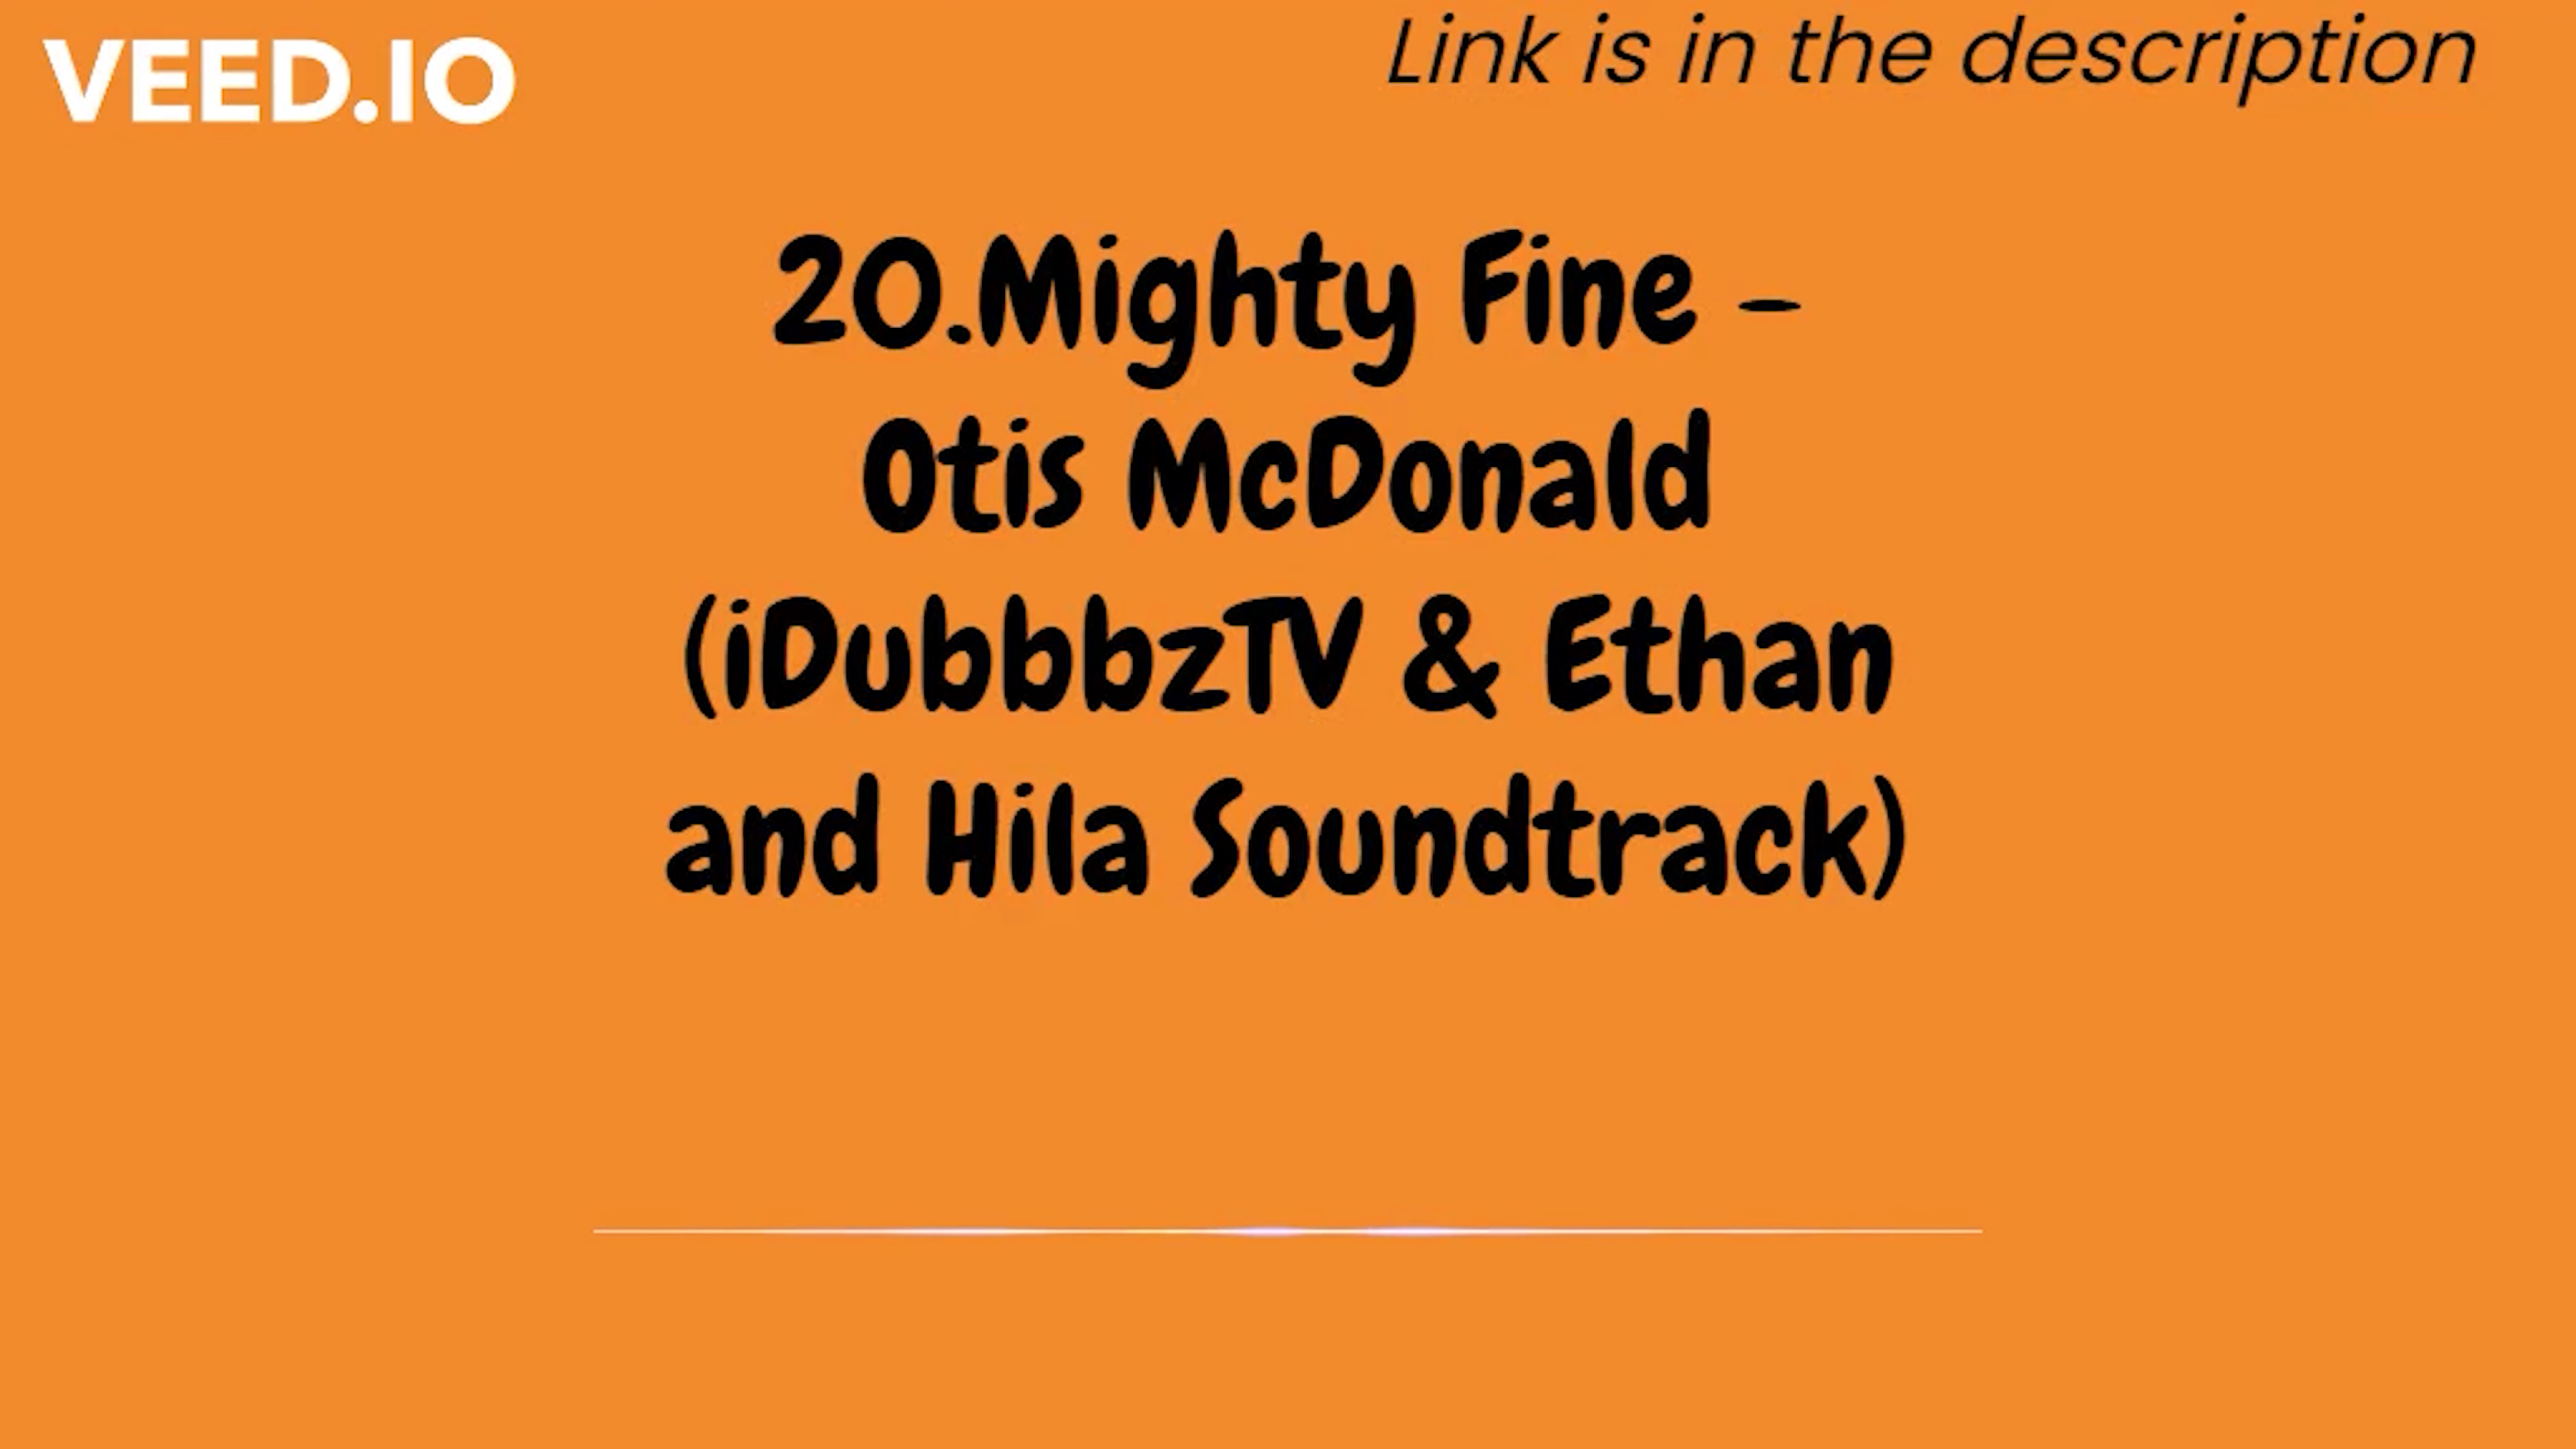 VEED.IO
Link is in the description
20.Mighty Fine -
Otis McDonald
(iDubbbzTV & Ethan
and Hila Soundtrack)